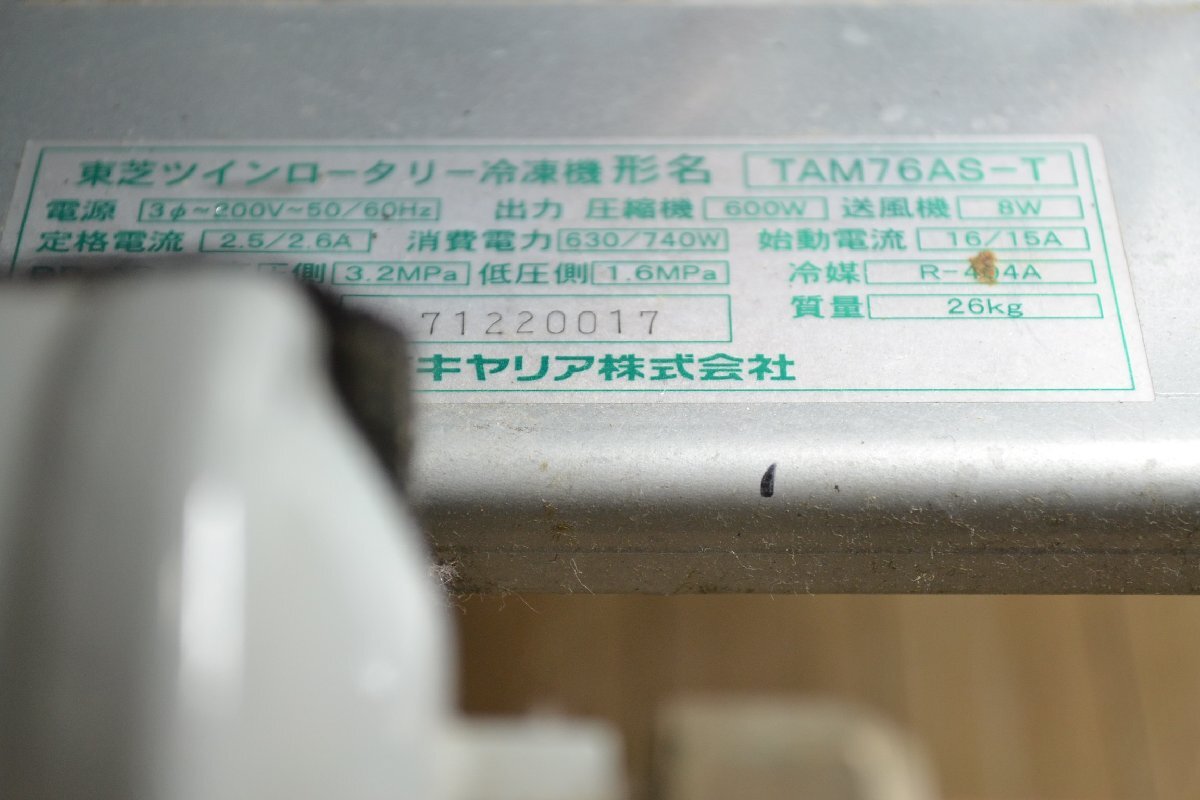 東芝ツインロータリー冷凍機 形名 TAM76AS-T
電源 3φ~200V~50/60Hz 出力 圧縮機 600W 送風機 8W
定格電流 2.5/2.6A 消費電力 630/740W 始動電流 16/15A
圧側 3.2MPa 低圧側 1.6MPa 冷媒 R-404A
71220017 質量 26kg
キヤリア株式会社